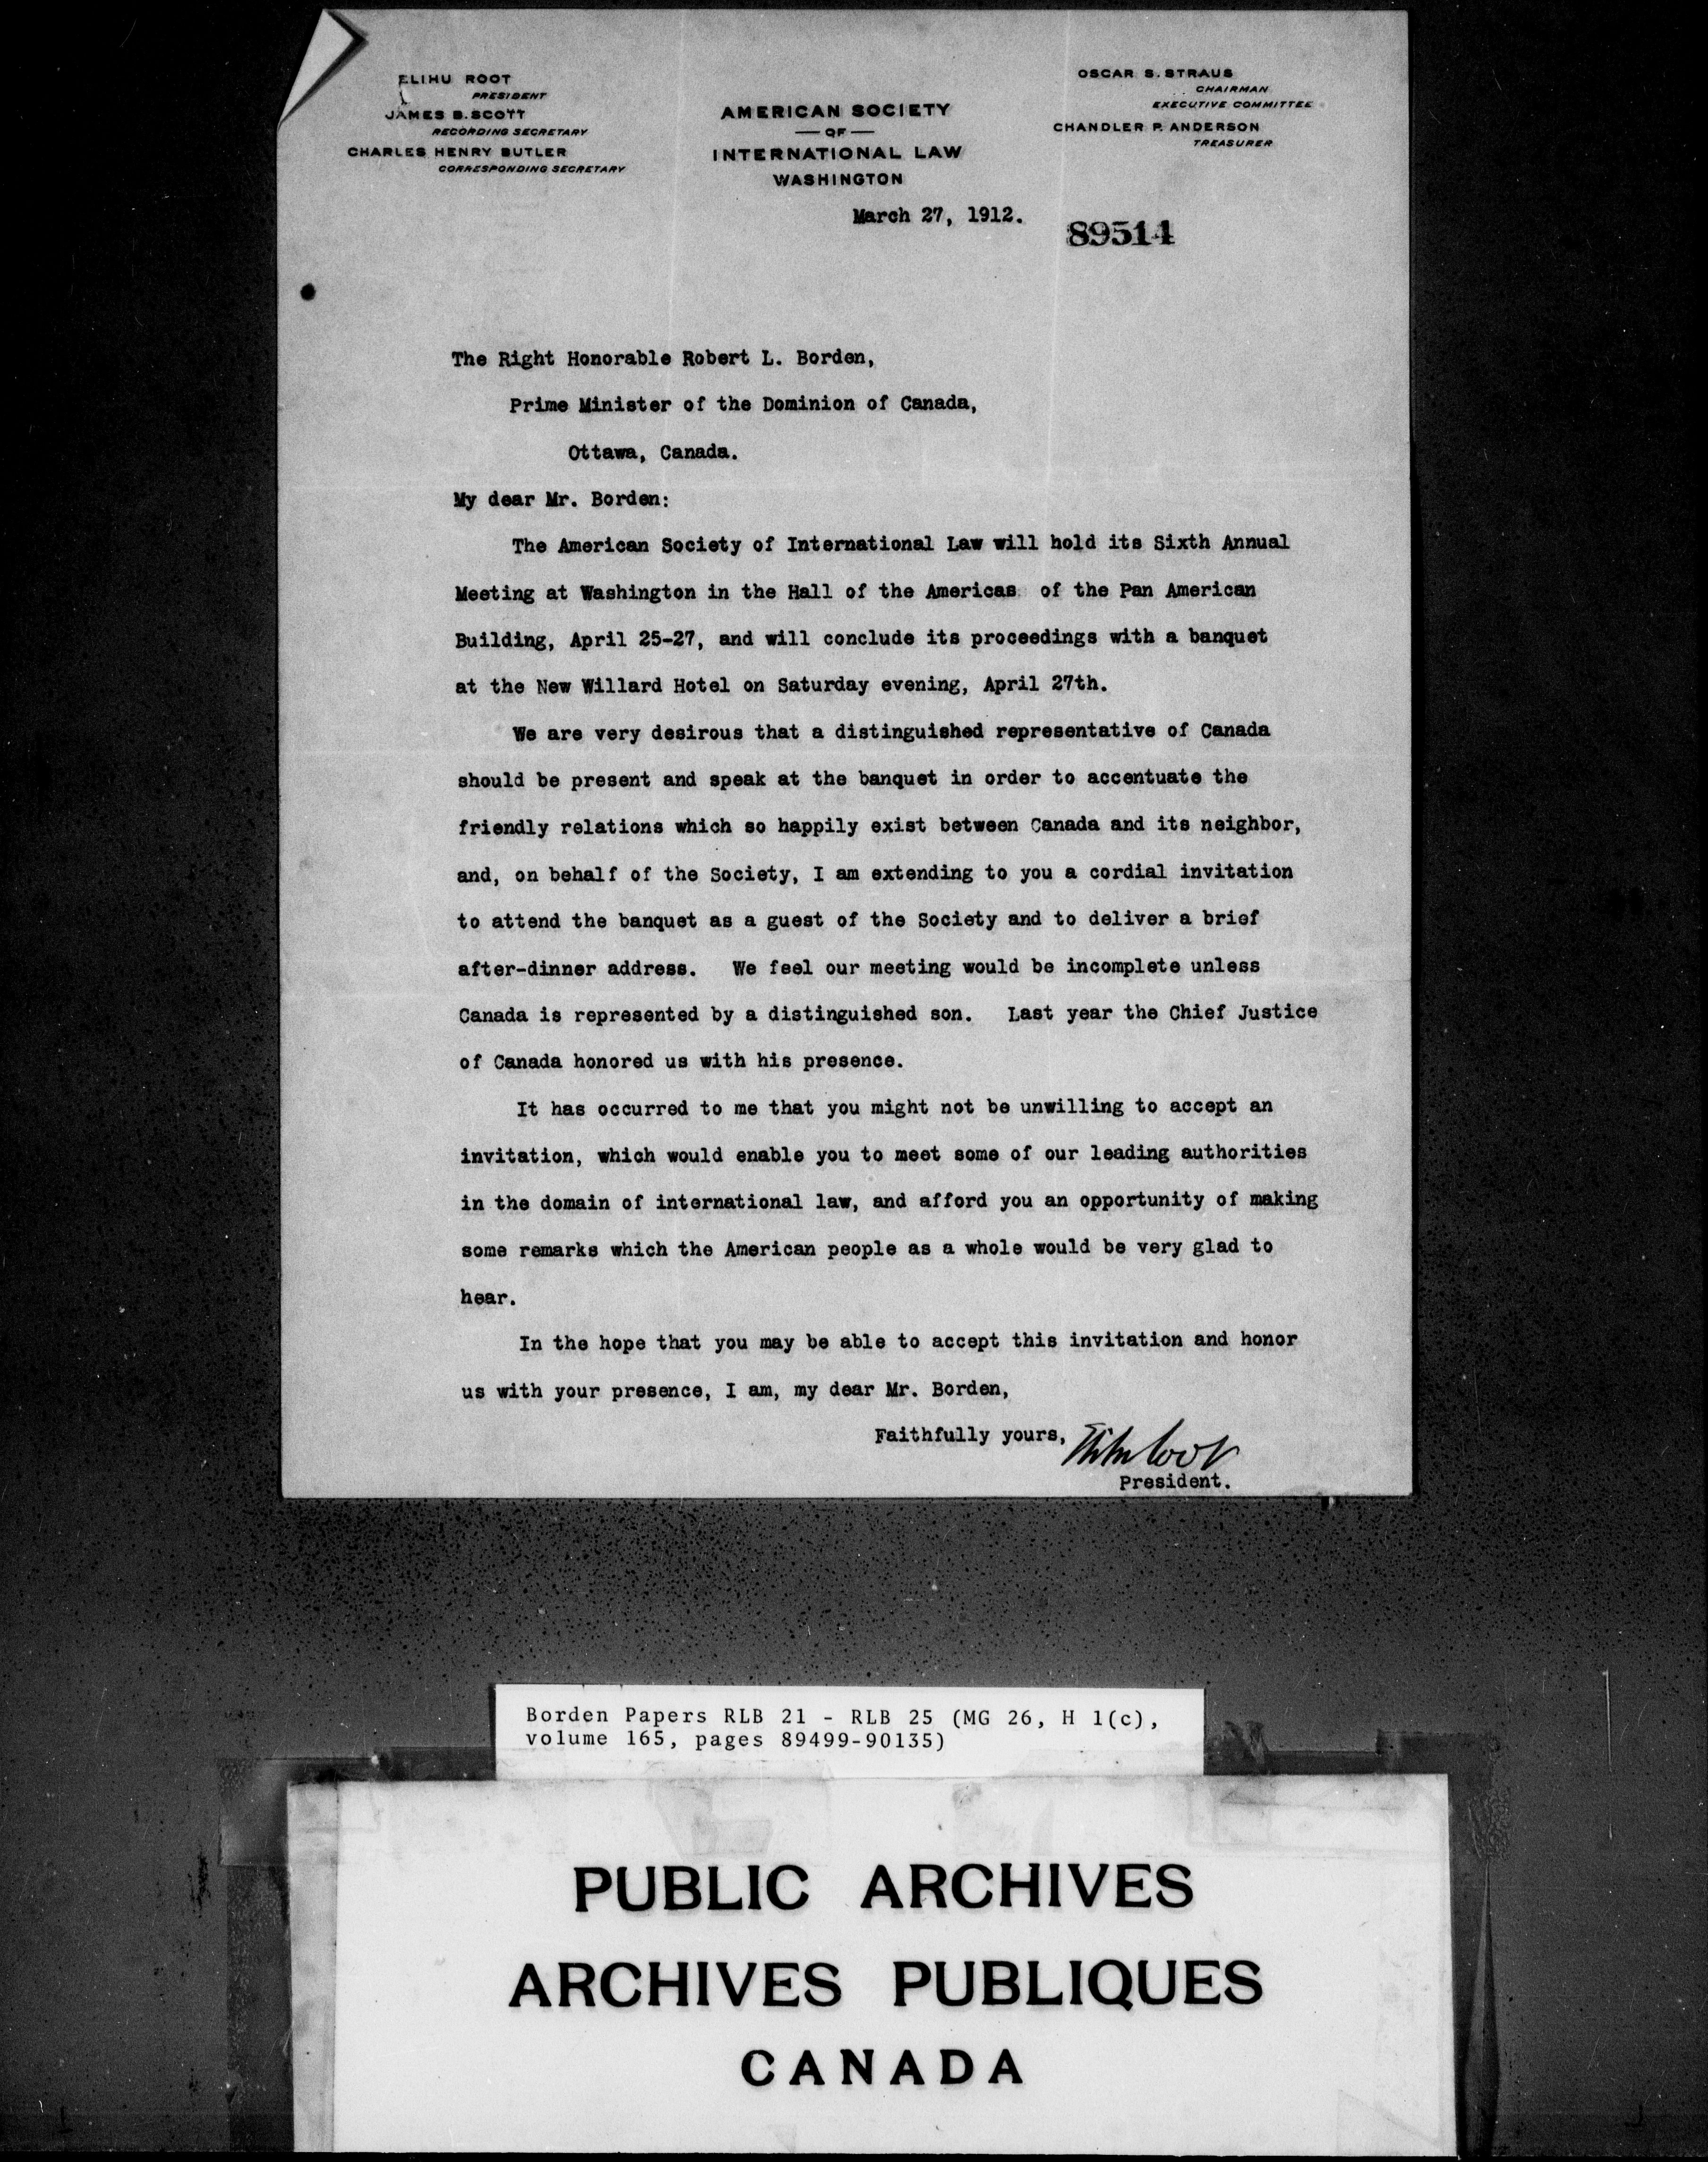 ELIHU ROOT
PRESIDENT
JAMES B. SCOTT
RECORDING SECRETARY
CHARLES HENRY BUTLER
CORRESPONDING SECRETARY
AMERICAN SOCIETY
OF
INTERNATIONAL LAW
WASHINGTON
OSCAR S. STRAUS
CHAIRMAN
EXECUTIVE COMMITTEE
CHANDLER P. ANDERSON
TREASURER
March 27, 1912.
89514
The Right Honorable Robert L. Borden,
Prime Minister of the Dominion of Canada,
Ottawa, Canada.
My dear Mr. Borden:
The American Society of International Law will hold its Sixth Annual
Meeting at Washington in the Hall of the Americas of the Pan American
Building, April 25-27, and will conclude its proceedings with a banquet
at the New Willard Hotel on Saturday evening, April 27th.
We are very desirous that a distinguished representative of Canada
should be present and speak at the banquet in order to accentuate the
friendly relations which so happily exist between Canada and its neighbor,
and, on behalf of the Society, I am extending to you a cordial invitation
to attend the banquet as a guest of the Society and to deliver a brief
after-dinner address. We feel our meeting would be incomplete unless
Canada is represented by a distinguished son. Last year the Chief Justice
of Canada honored us with his presence.
It has occurred to me that you might not be unwilling to accept an
invitation, which would enable you to meet some of our leading authorities
in the domain of international law, and afford you an opportunity of making
some remarks which the American people as a whole would be very glad to
hear.
In the hope that you may be able to accept this invitation and honor
us with your presence, I am, my dear Mr. Borden,
Faithfully yours, Elihu Root
President.
Borden Papers RLB 21 - RLB 25 (MG 26, H 1(c),
volume 165, pages 89499-90135)
PUBLIC ARCHIVES
ARCHIVES PUBLIQUES
CANADA